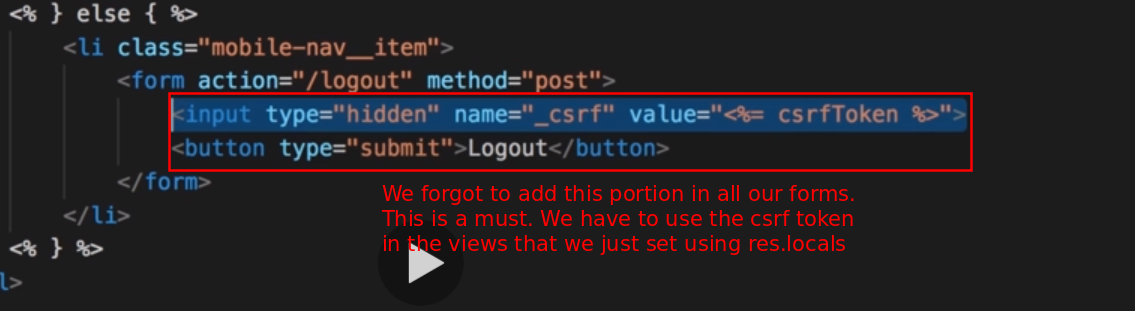 <% } else { %>
<li class="mobile-nav__item">
<form action="/logout" method="post">
<input type="hidden" name="_csrf" value="<%= csrfToken %>">
<button type="submit">Logout</button>
</form>
We forgot to add this portion in all our forms.
</li>
This is a must. We have to use the csrf token
<% } %>
in the views that we just set using res.locals
l>